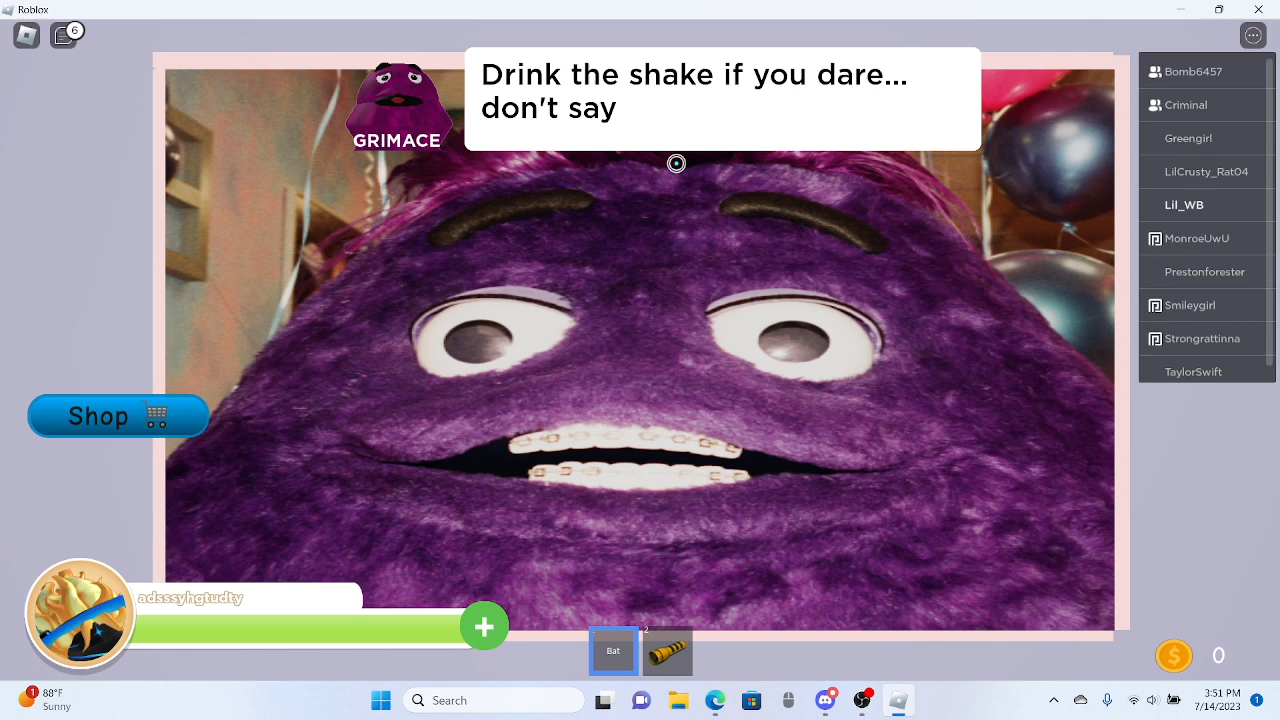 Roblox
6
Drink the shake if you dare...
don't say
GRIMACE
Bomb6457
Criminal
Greengirl
LilCrusty_Rat04
Lil_WB
MonroeUwU
Prestonforester
Smileygirl
Strongrattinna
TaylorSwift
Shop
adsssyhgtudty
+
Bat
2
$ 0
1
88°F
Sunny
Search
3:51 PM
7/14/2023
1